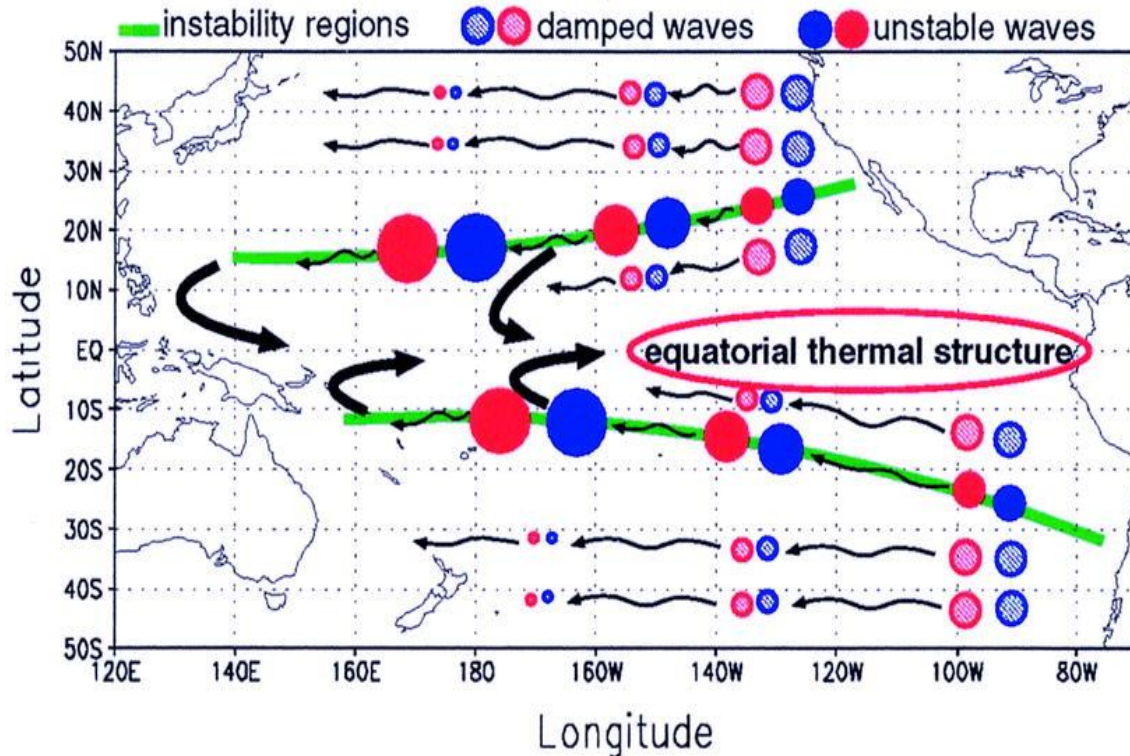 instability regions damped waves unstable waves
50N
40N
30N
20N
10N
EQ
10S
20S
30S
40S
50S
Latitude
equatorial thermal structure
120E 140E 160E 180 160W 140W 120W 100W 80W
Longitude